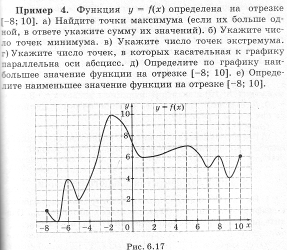 Пример 4. Функция y = f(x) определена на отрезке
[−8; 10]. а) Найдите точки максимума (если их больше од-
ной, в ответе укажите сумму их значений). б) Укажите чис-
ло точек минимума. в) Укажите число точек экстремума.
г) Укажите число точек, в которых касательная к графику
параллельна оси абсцисс. д) Определите по графику наи-
большее значение функции на отрезке [−8; 10]. е) Опреде-
лите наименьшее значение функции на отрезке [−8; 10].
y
y = f(x)
10
8
6
4
2
−8 −6 −4 −2 0 2 4 6 8 10 x
Рис. 6.17